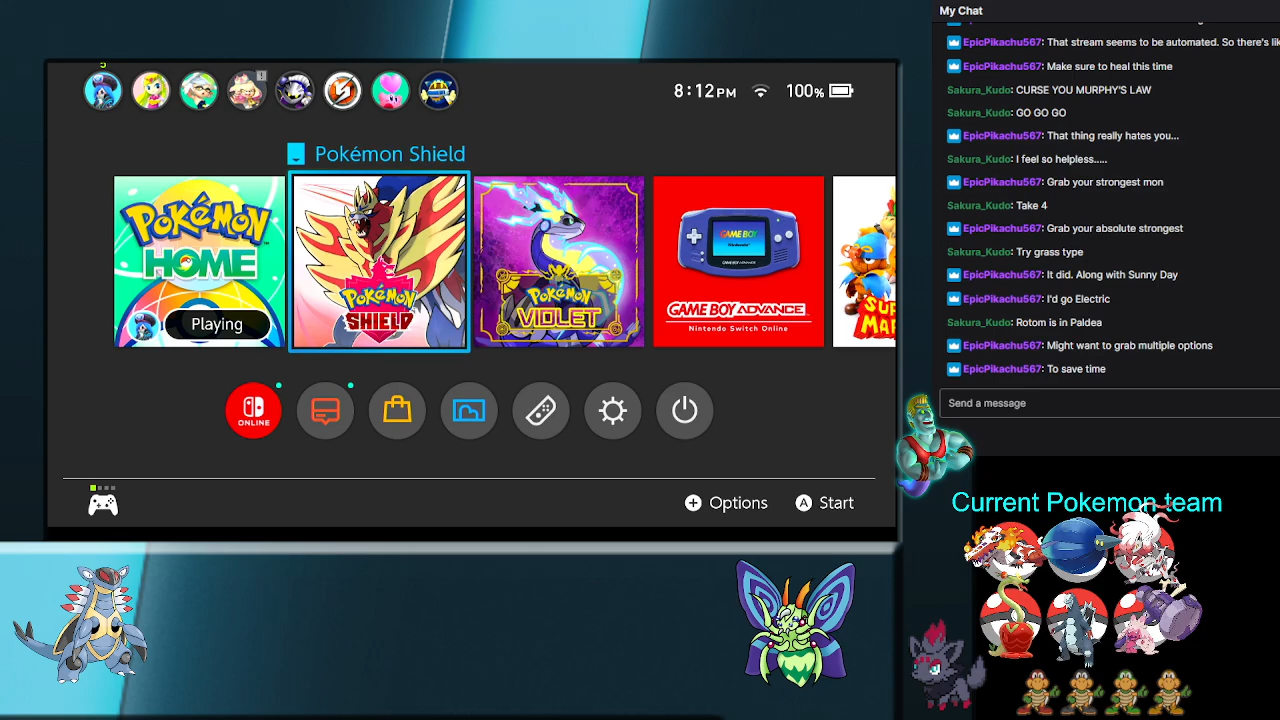 My Chat
EpicPikachu567: That stream seems to be automated. So there's like
EpicPikachu567: Make sure to heal this time
Sakura_Kudo: CURSE YOU MURPHY'S LAW
Sakura_Kudo: GO GO GO
EpicPikachu567: That thing really hates you...
Sakura_Kudo: I feel so helpless.....
EpicPikachu567: Grab your strongest mon
Sakura_Kudo: Take 4
EpicPikachu567: Grab your absolute strongest
Sakura_Kudo: Try grass type
EpicPikachu567: It did. Along with Sunny Day
EpicPikachu567: I'd go Electric
Sakura_Kudo: Rotom is in Paldea
EpicPikachu567: Might want to grab multiple options
EpicPikachu567: To save time
Send a message
8:12PM 100%
Pokémon Shield
POKéMON
HOME
Playing
POKéMON
SHIELD
POKéMON
VIOLET
GAME BOY
Nintendo
GAME BOY ADVANCE
Nintendo Switch Online
SUPER
MAR
ONLINE
Options
Start
Current Pokemon team